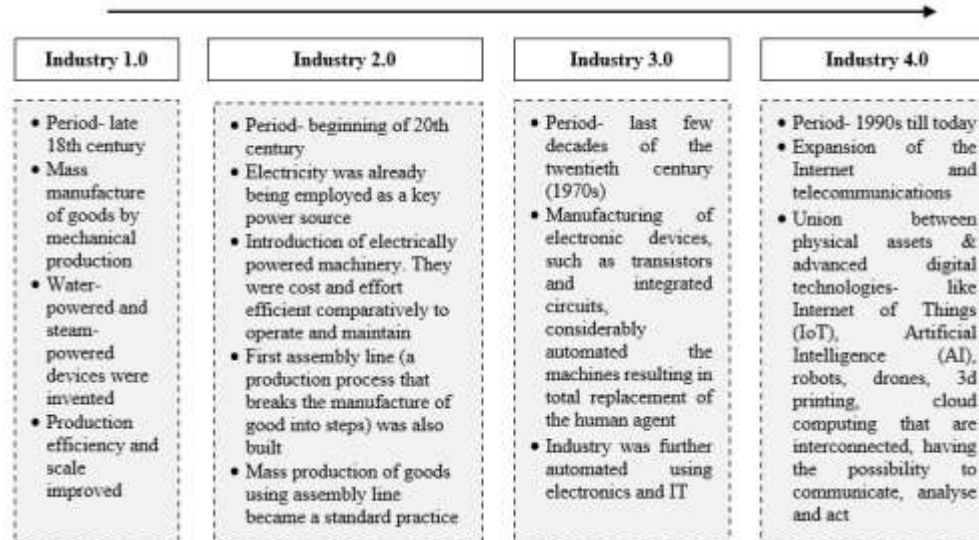 Industry 1.0
• Period- late
18th century
• Mass
manufacture
of goods by
mechanical
production
• Water-
powered and
steam-
powered
devices were
invented
• Production
efficiency and
scale
improved
Industry 2.0
• Period- beginning of 20th
century
• Electricity was already
being employed as a key
power source
• Introduction of electrically
powered machinery. They
were cost and effort
efficient comparatively to
operate and maintain
• First assembly line (a
production process that
breaks the manufacture of
good into steps) was also
built
• Mass production of goods
using assembly line
became a standard practice
Industry 3.0
• Period- last few
decades of the
twentieth century
(1970s)
• Manufacturing of
electronic devices,
such as transistors
and integrated
circuits,
considerably
automated the
machines resulting in
total replacement of
the human agent
• Industry was further
automated using
electronics and IT
Industry 4.0
• Period- 1990s till today
• Expansion of the
Internet and
telecommunications
• Union between
physical assets &
advanced digital
technologies- like
Internet of Things
(IoT), Artificial
Intelligence (AI),
robots, drones, 3d
printing, cloud
computing that are
interconnected, having
the possibility to
communicate, analyse
and act